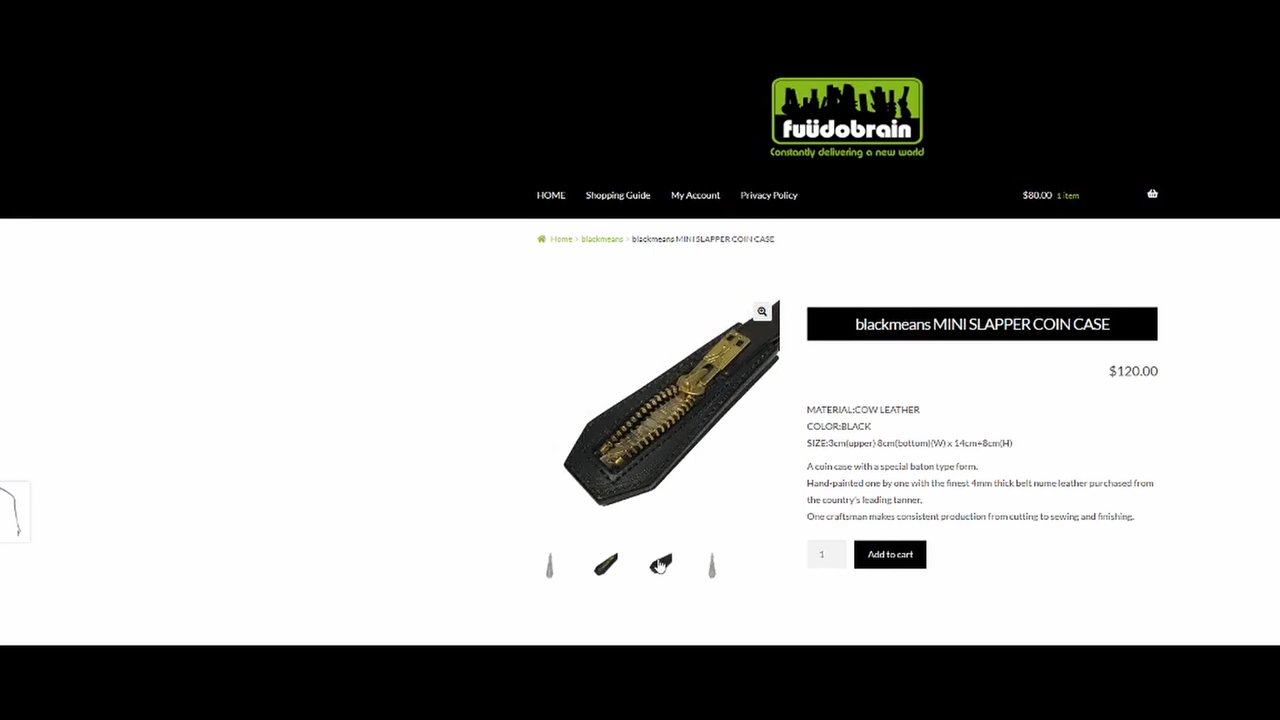 fuüdobrain
Constantly delivering a new world
HOME Shopping Guide My Account Privacy Policy $80.00 1 item
Home › blackmeans › blackmeans MINI SLAPPER COIN CASE
blackmeans MINI SLAPPER COIN CASE
$120.00
MATERIAL:COW LEATHER
COLOR:BLACK
SIZE:3cm(upper) 8cm(bottom)(W) x 14cm+8cm(H)
A coin case with a special baton type form.
Hand-painted one by one with the finest 4mm thick belt nume leather purchased from
the country's leading tanner.
One craftsman makes consistent production from cutting to sewing and finishing.
1 Add to cart